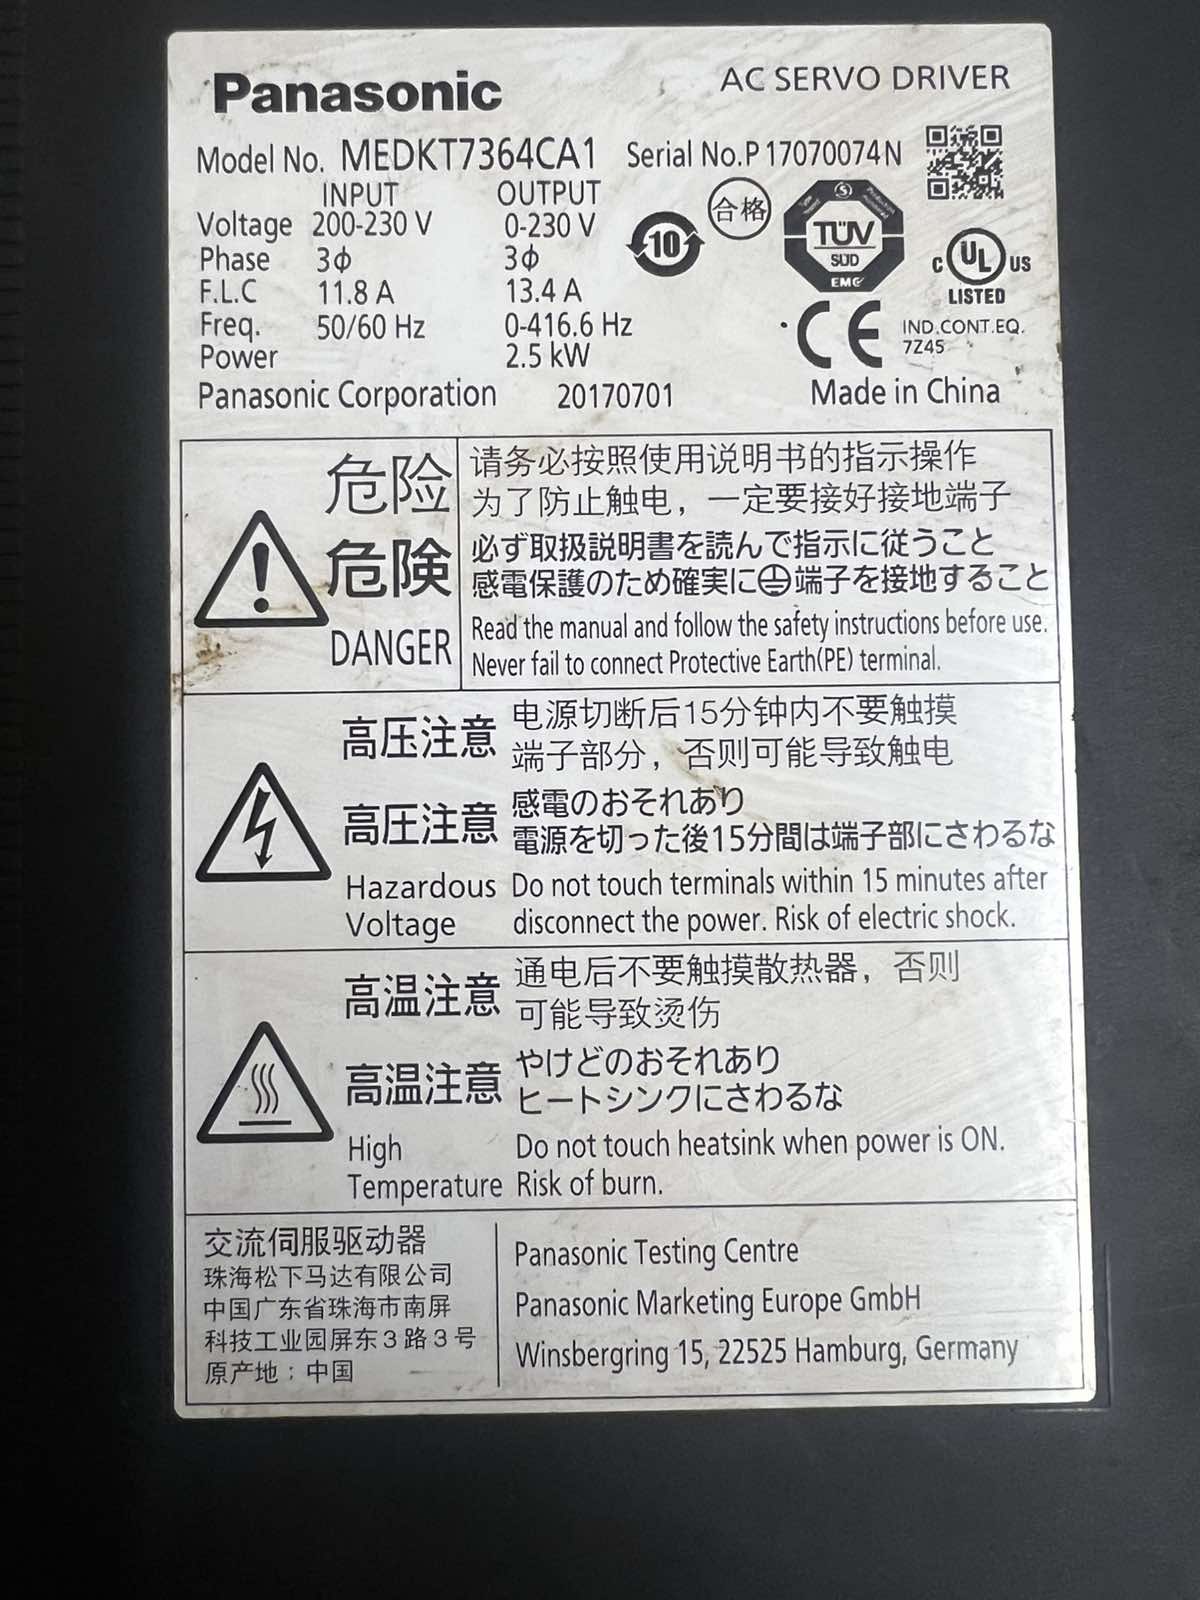 Panasonic
AC SERVO DRIVER
Model No. MEDKT7364CA1 Serial No.P17070074N
INPUT OUTPUT
Voltage 200-230 V 0-230 V
Phase 3ϕ 3ϕ
F.L.C 11.8 A 13.4 A
Freq. 50/60 Hz 0-416.6 Hz
Power 2.5 kW
10
合格
TÜV
SÜD
EMC
C UL US
LISTED
CE
IND.CONT.EQ.
7Z45
Panasonic Corporation 20170701 Made in China
危险
危険
DANGER
请务必按照使用说明书的指示操作
为了防止触电，一定要接好接地端子
必ず取扱説明書を読んで指示に従うこと
感電保護のため確実に⏚端子を接地すること
Read the manual and follow the safety instructions before use.
Never fail to connect Protective Earth(PE) terminal.
高压注意
电源切断后15分钟内不要触摸
端子部分，否则可能导致触电
高圧注意
感電のおそれあり
電源を切った後15分間は端子部にさわるな
Hazardous
Voltage
Do not touch terminals within 15 minutes after
disconnect the power. Risk of electric shock.
高温注意
通电后不要触摸散热器，否则
可能导致烫伤
高温注意
やけどのおそれあり
ヒートシンクにさわるな
High
Temperature
Do not touch heatsink when power is ON.
Risk of burn.
交流伺服驱动器
珠海松下马达有限公司
中国广东省珠海市南屏
科技工业园屏东3路3号
原产地：中国
Panasonic Testing Centre
Panasonic Marketing Europe GmbH
Winsbergring 15, 22525 Hamburg, Germany